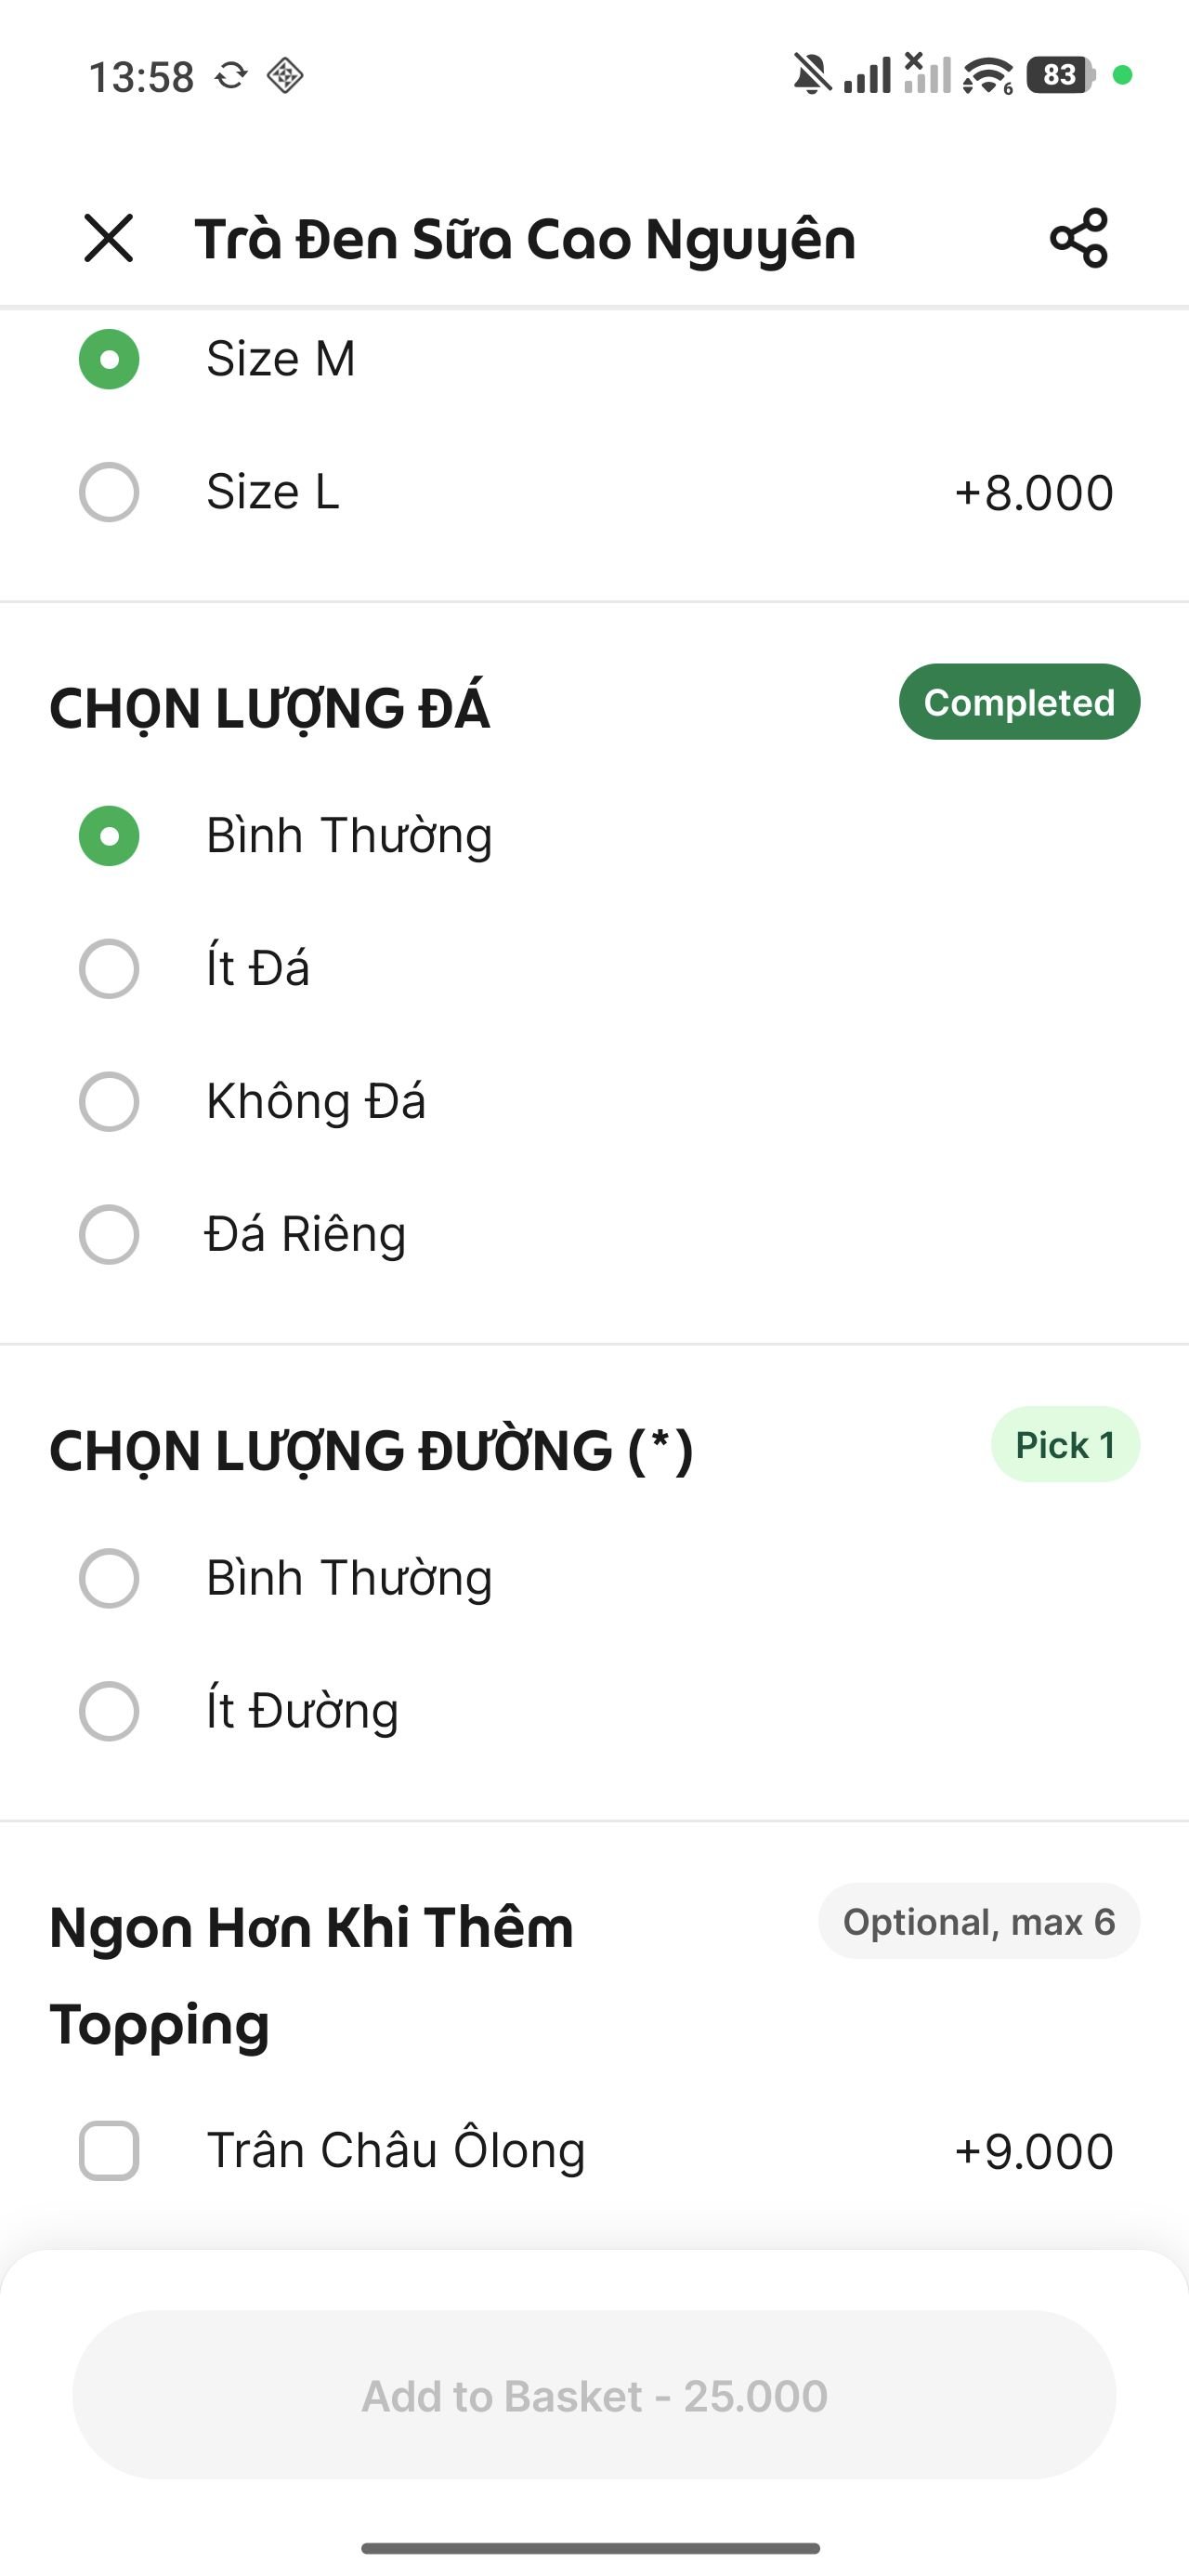 13:58
6
83
Trà Đen Sữa Cao Nguyên
Size M
Size L +8.000
CHỌN LƯỢNG ĐÁ Completed
Bình Thường
Ít Đá
Không Đá
Đá Riêng
CHỌN LƯỢNG ĐƯỜNG (*) Pick 1
Bình Thường
Ít Đường
Ngon Hơn Khi Thêm Optional, max 6
Topping
Trân Châu Ôlong +9.000
Add to Basket - 25.000